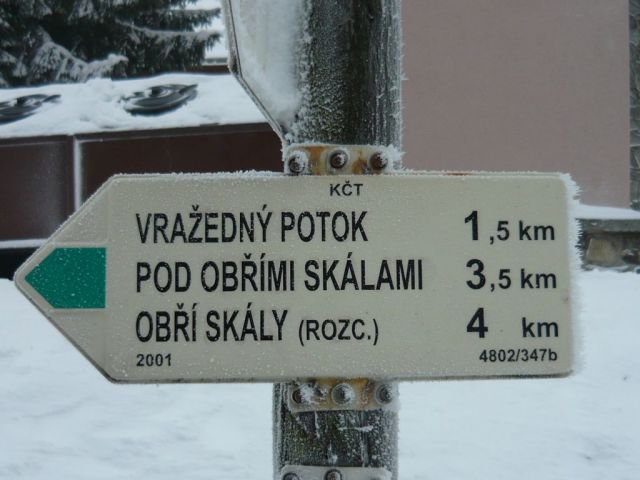 KČT
VRAŽEDNÝ POTOK 1,5 km
POD OBŘÍMI SKÁLAMI 3,5 km
OBŘÍ SKÁLY (ROZC.) 4 km
2001 4802/347b